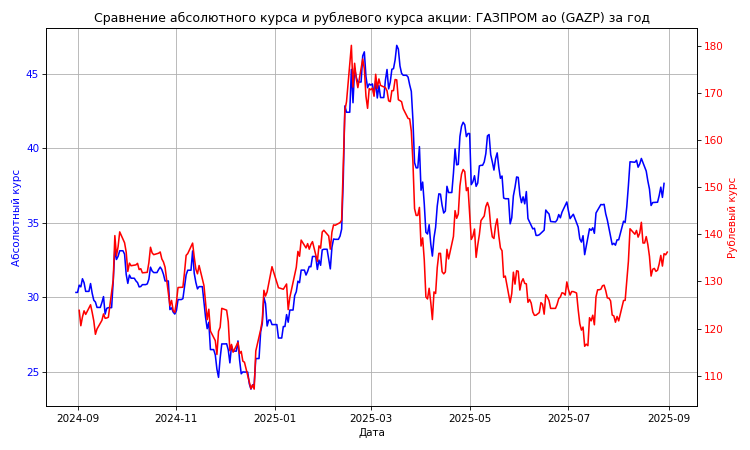 Сравнение абсолютного курса и рублевого курса акции: ГАЗПРОМ ао (GAZP) за год
Абсолютный курс
45
40
35
30
25
180
170
160
150
140
130
120
110
Рублевый курс
2024-09 2024-11 2025-01 2025-03 2025-05 2025-07 2025-09
Дата